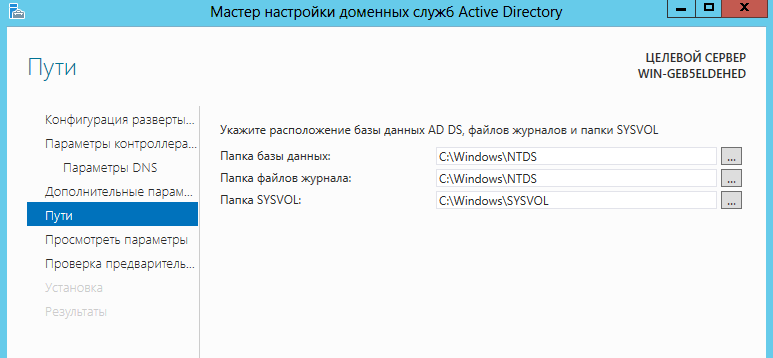 Мастер настройки доменных служб Active Directory
Пути
ЦЕЛЕВОЙ СЕРВЕР
WIN-GEB5ELDEHED
Конфигурация разверты...
Параметры контроллера...
Параметры DNS
Дополнительные парам...
Пути
Просмотреть параметры
Проверка предваритель...
Установка
Результаты
Укажите расположение базы данных AD DS, файлов журналов и папки SYSVOL
Папка базы данных: C:\Windows\NTDS ...
Папка файлов журнала: C:\Windows\NTDS ...
Папка SYSVOL: C:\Windows\SYSVOL ...